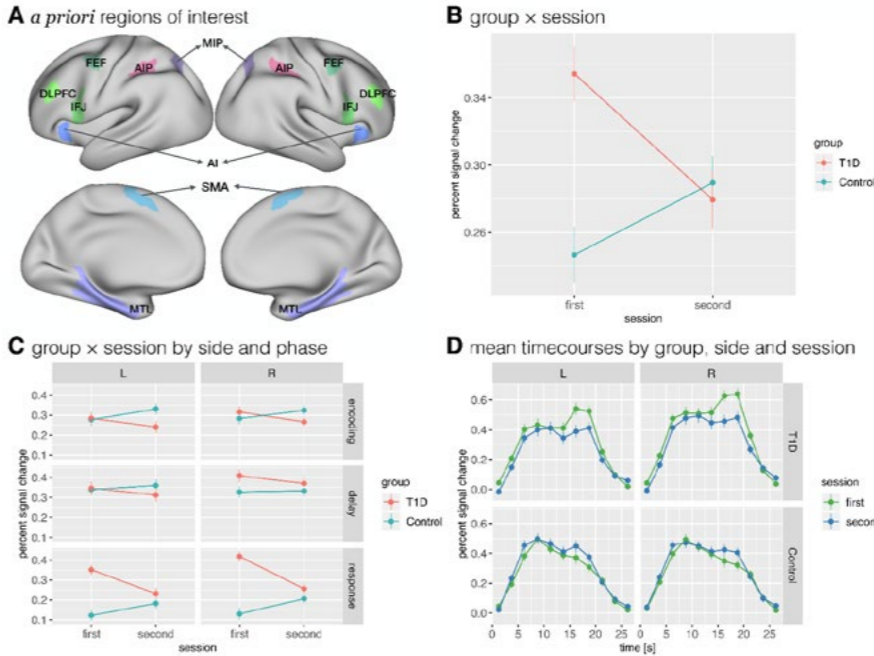 A a priori regions of interest
MIP
FEF
AIP
AIP
FEF
DLPFC
IFJ
IFJ
DLPFC
AI
SMA
MTL
MTL
B group × session
percent signal change
0.34
0.30
0.26
first
second
session
group
T1D
Control
C group × session by side and phase
L
R
percent signal change
0.4
0.3
0.2
0.1
encoding
0.4
0.3
0.2
0.1
delay
0.4
0.3
0.2
0.1
response
first
second
first
second
session
group
T1D
Control
D mean timecourses by group, side and session
L
R
percent signal change
0.6
0.4
0.2
0.0
T1D
0.6
0.4
0.2
0.0
Control
0 5 10 15 20 25 0 5 10 15 20 25
time [s]
session
first
secon